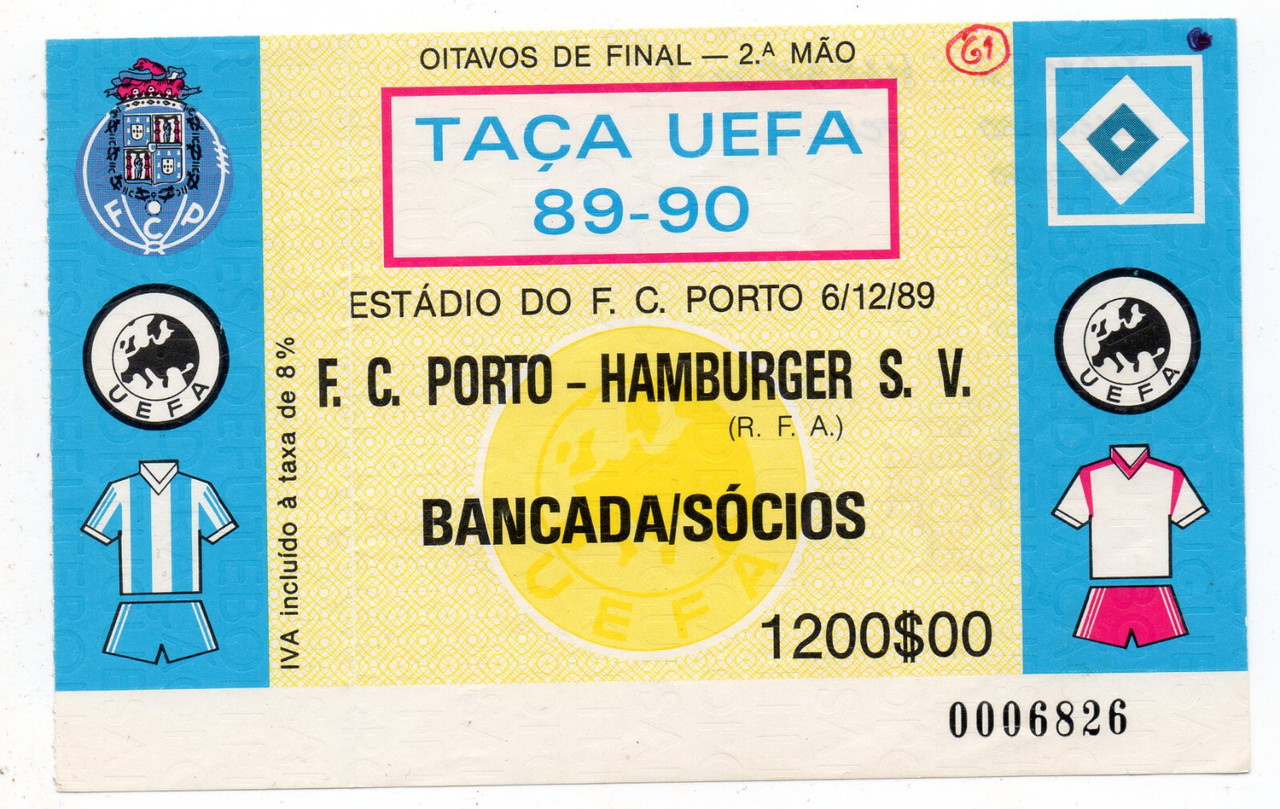 OITAVOS DE FINAL — 2.ª MÃO
61
TAÇA UEFA
89-90
ESTÁDIO DO F. C. PORTO 6/12/89
F. C. PORTO – HAMBURGER S. V.
(R. F. A.)
BANCADA/SÓCIOS
1200$00
0006826
IVA incluído à taxa de 8%
FCP
UEFA
UEFA
UEFA